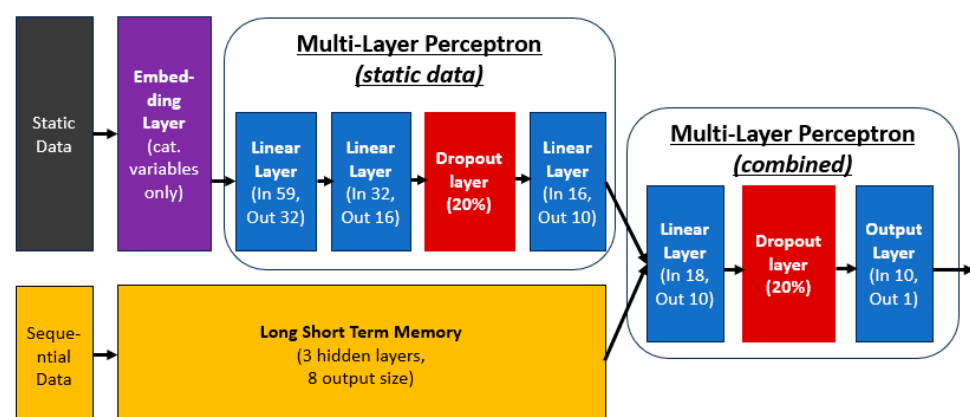 Static
Data
Embed-
ding
Layer
(cat.
variables
only)
Multi-Layer Perceptron
(static data)
Linear
Layer
(In 59,
Out 32)
Linear
Layer
(In 32,
Out 16)
Dropout
layer
(20%)
Linear
Layer
(In 16,
Out 10)
Multi-Layer Perceptron
(combined)
Linear
Layer
(In 18,
Out 10)
Dropout
layer
(20%)
Output
Layer
(In 10,
Out 1)
Seque-
ntial
Data
Long Short Term Memory
(3 hidden layers,
8 output size)